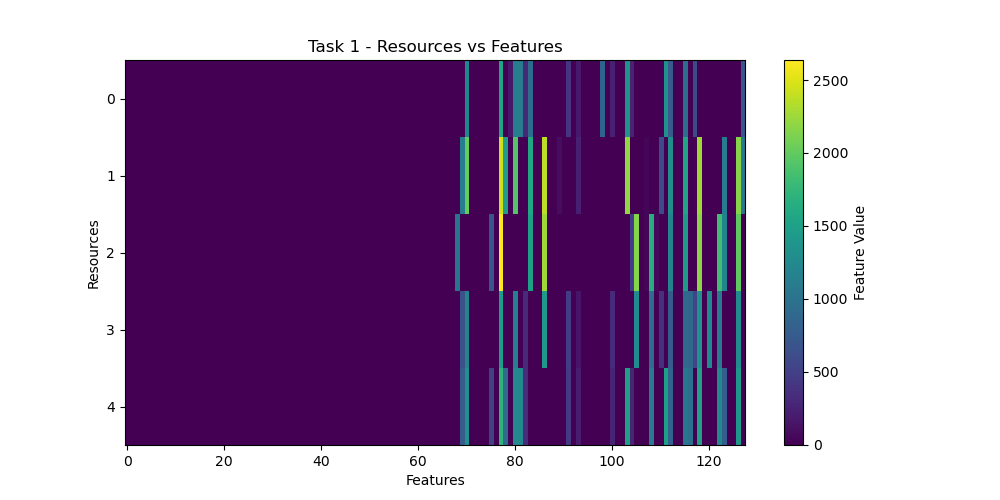 Task 1 - Resources vs Features
Resources
0
1
2
3
4
0 20 40 60 80 100 120
Features
2500
2000
1500
1000
500
0
Feature Value